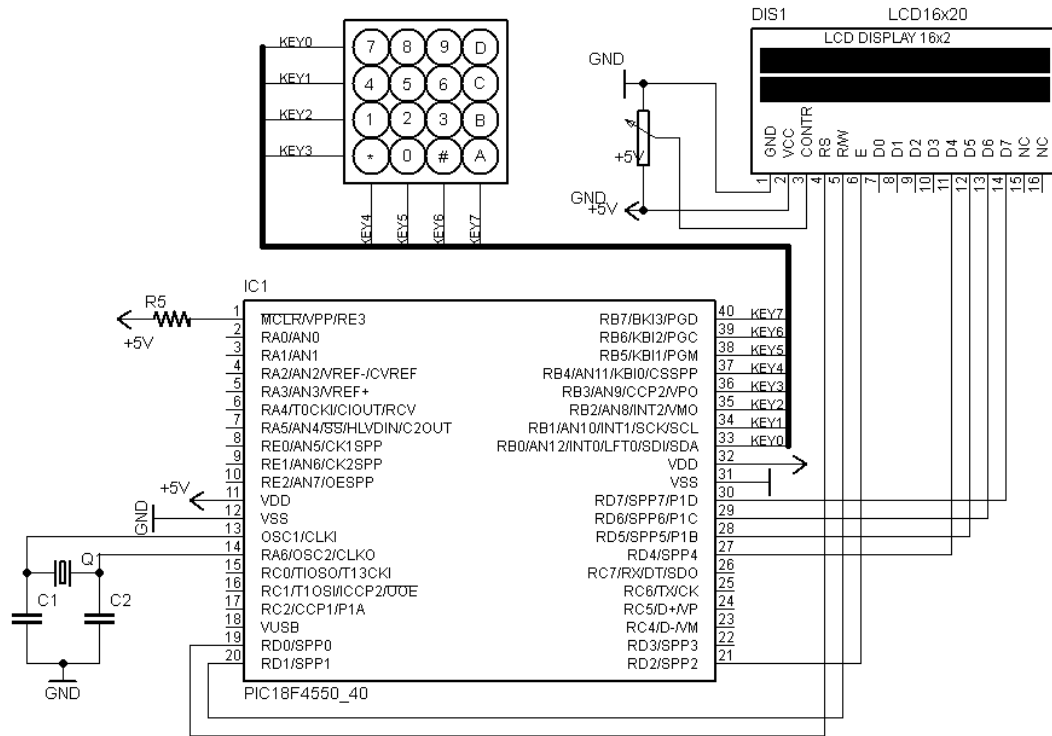 DIS1 LCD16x20
LCD DISPLAY 16x2
GND VCC CONTR RS R/W E D0 D1 D2 D3 D4 D5 D6 D7 NC NC
1 2 3 4 5 6 7 8 9 10 11 12 13 14 15 16
KEY0 7 8 9 D
KEY1 4 5 6 C
KEY2 1 2 3 B
KEY3 * 0 # A
KEY4 KEY5 KEY6 KEY7
GND
+5V
GND
+5V
IC1
R5
+5V
1 MCLR/VPP/RE3
2 RA0/AN0
3 RA1/AN1
4 RA2/AN2/VREF-/CVREF
5 RA3/AN3/VREF+
6 RA4/T0CKI/CIOUT/RCV
7 RA5/AN4/SS/HLVDIN/C2OUT
8 RE0/AN5/CK1SPP
9 RE1/AN6/CK2SPP
10 RE2/AN7/OESPP
+5V
11 VDD
GND
12 VSS
13 OSC1/CLKI
14 RA6/OSC2/CLKO
15 RC0/TIOSO/T13CKI
16 RC1/T1OSI/ICCP2/UOE
17 RC2/CCP1/P1A
18 VUSB
19 RD0/SPP0
20 RD1/SPP1
RB7/BKI3/PGD 40 KEY7
RB6/KBI2/PGC 39 KEY6
RB5/KBI1/PGM 38 KEY5
RB4/AN11/KBI0/CSSPP 37 KEY4
RB3/AN9/CCP2/VPO 36 KEY3
RB2/AN8/INT2/VMO 35 KEY2
RB1/AN10/INT1/SCK/SCL 34 KEY1
RB0/AN12/INT0/LFT0/SDI/SDA 33 KEY0
VDD 32
VSS 31
RD7/SPP7/P1D 30
RD6/SPP6/P1C 29
RD5/SPP5/P1B 28
RD4/SPP4 27
RC7/RX/DT/SDO 26
RC6/TX/CK 25
RC5/D+/VP 24
RC4/D-/VM 23
RD3/SPP3 22
RD2/SPP2 21
Q1
C1 C2
GND
PIC18F4550_40